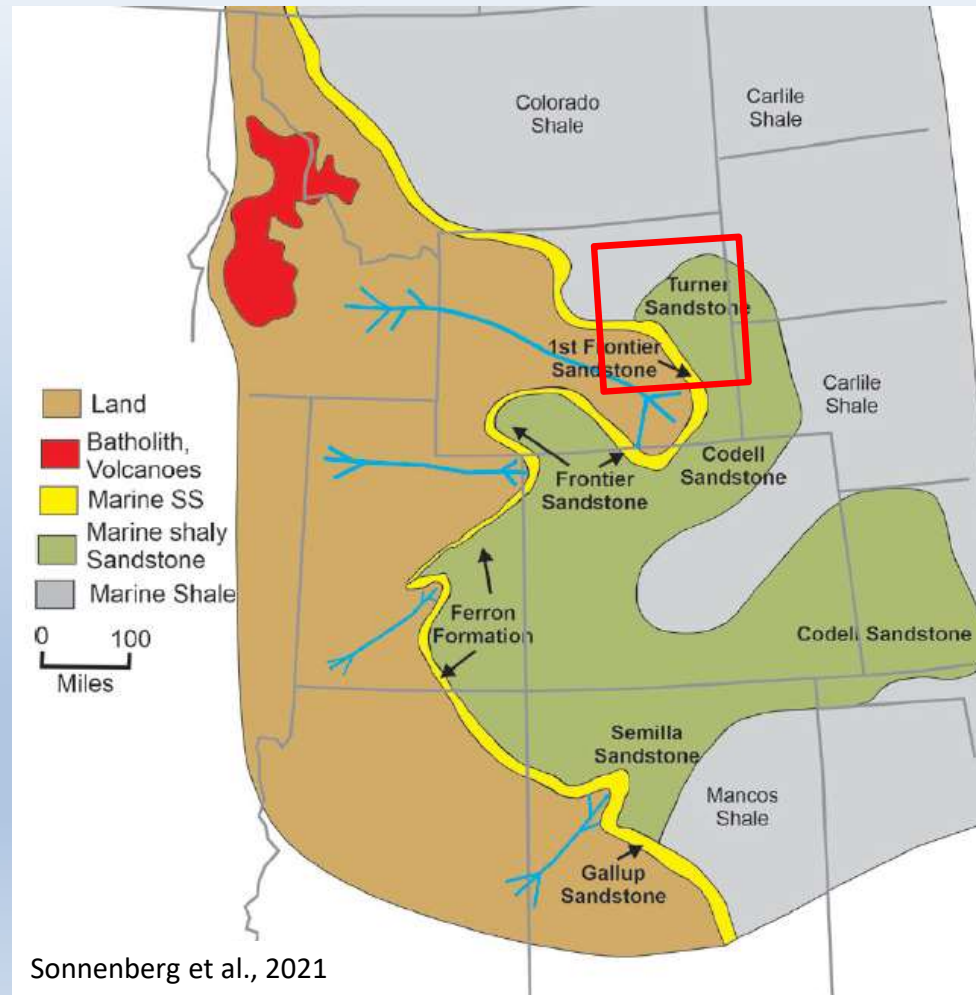 Colorado
Shale
Carlile
Shale
Turner
Sandstone
1st Frontier
Sandstone
Carlile
Shale
Land
Batholith,
Volcanoes
Marine SS
Marine shaly
Sandstone
Marine Shale
0 100
Miles
Codell
Sandstone
Frontier
Sandstone
Ferron
Formation
Codell Sandstone
Semilla
Sandstone
Mancos
Shale
Gallup
Sandstone
Sonnenberg et al., 2021